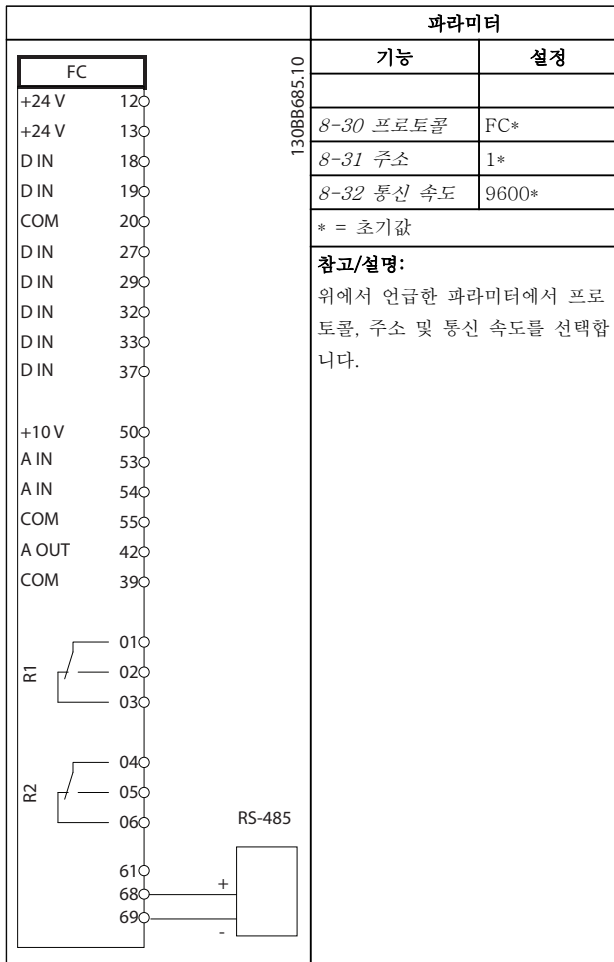 파라미터
기능 설정
8-30 프로토콜 FC*
8-31 주소 1*
8-32 통신 속도 9600*
* = 초기값
참고/설명:
위에서 언급한 파라미터에서 프로
토콜, 주소 및 통신 속도를 선택합
니다.
FC
130BB685.10
+24 V 12
+24 V 13
D IN 18
D IN 19
COM 20
D IN 27
D IN 29
D IN 32
D IN 33
D IN 37
+10 V 50
A IN 53
A IN 54
COM 55
A OUT 42
COM 39
R1
01
02
03
R2
04
05
06
RS-485
61
68 +
69 -